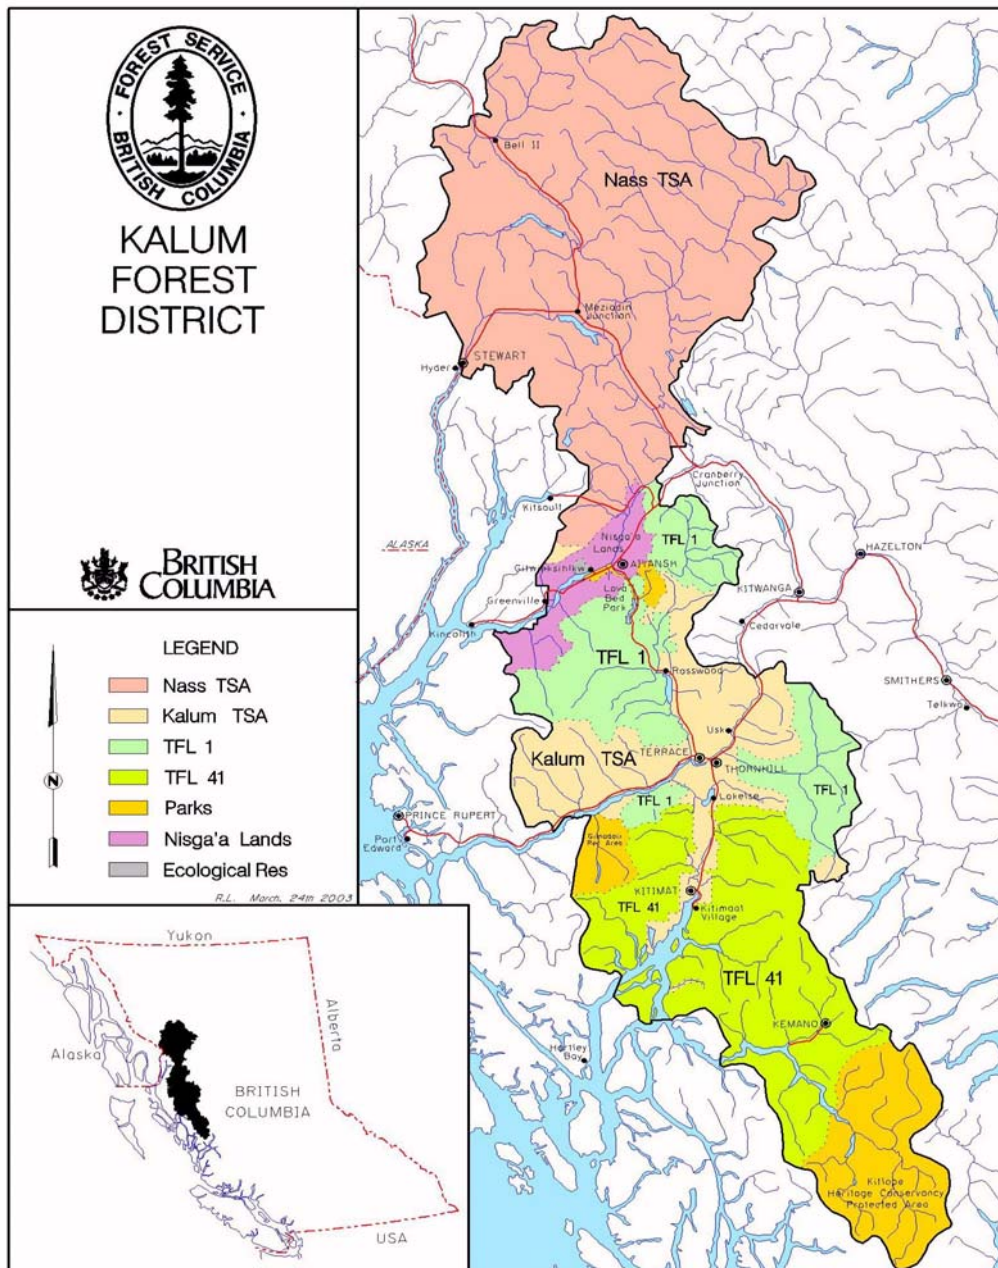 FOREST SERVICE
BRITISH COLUMBIA
KALUM
FOREST
DISTRICT
BRITISH
COLUMBIA
LEGEND
Nass TSA
Kalum TSA
TFL 1
TFL 41
Parks
Nisga'a Lands
Ecological Res
N
R.L. March, 24th 2003
Yukon
Alaska
Alberta
BRITISH
COLUMBIA
USA
Bell II
Nass TSA
Meziadin
Junction
STEWART
Hyder
Cranberry
Junction
Kitsault
ALASKA
Nisga'a
Lands
TFL 1
HAZELTON
Gitwinksihlkw
AIYANSH
Lava
Bed
Park
KITWANGA
Greenville
Cedarvale
Kincolith
TFL 1
Rosswood
SMITHERS
Telkwa
Usk
Kalum TSA
TERRACE
THORNHILL
TFL 1
Lakelse
TFL 1
PRINCE RUPERT
Port
Edward
KITIMAT
TFL 41
Kitimaat
Village
TFL 41
KEMANO
Hartley
Bay
Kitlope
Heritage Conservancy
Protected Area